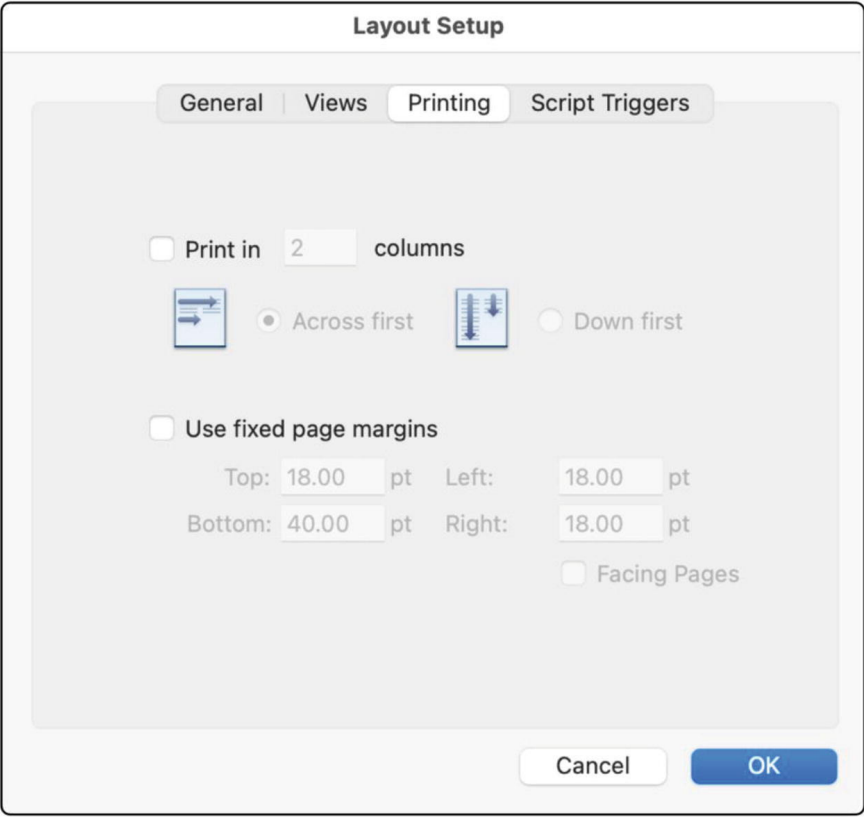 Layout Setup
General Views Printing Script Triggers
Print in 2 columns
Across first Down first
Use fixed page margins
Top: 18.00 pt Left: 18.00 pt
Bottom: 40.00 pt Right: 18.00 pt
Facing Pages
Cancel OK